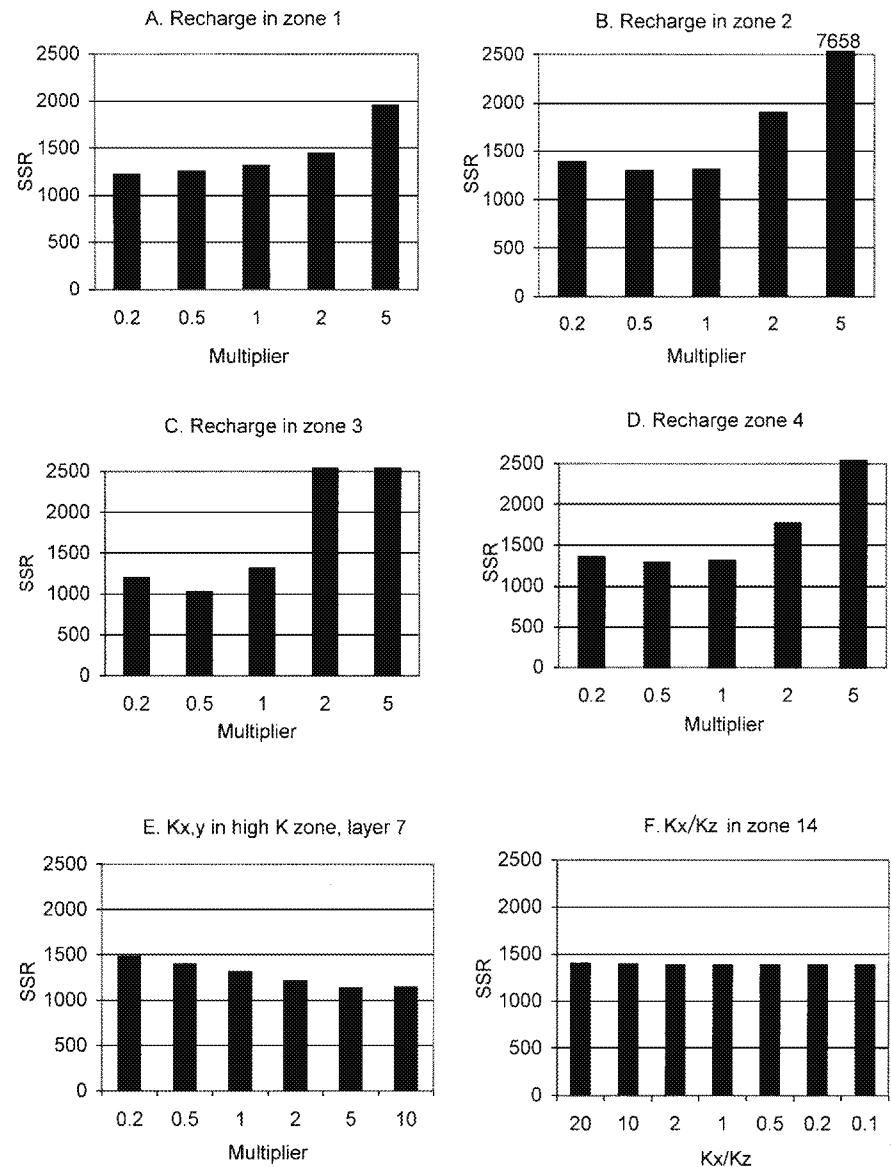 A. Recharge in zone 1
2500
2000
1500
1000
500
0
SSR
0.2 0.5 1 2 5
Multiplier
B. Recharge in zone 2
7658
2500
2000
1500
1000
500
0
SSR
0.2 0.5 1 2 5
Multiplier
C. Recharge in zone 3
2500
2000
1500
1000
500
0
SSR
0.2 0.5 1 2 5
Multiplier
D. Recharge zone 4
2500
2000
1500
1000
500
0
SSR
0.2 0.5 1 2 5
Multiplier
E. Kx,y in high K zone, layer 7
2500
2000
1500
1000
500
0
SSR
0.2 0.5 1 2 5 10
Multiplier
F. Kx/Kz in zone 14
2500
2000
1500
1000
500
0
SSR
20 10 2 1 0.5 0.2 0.1
Kx/Kz